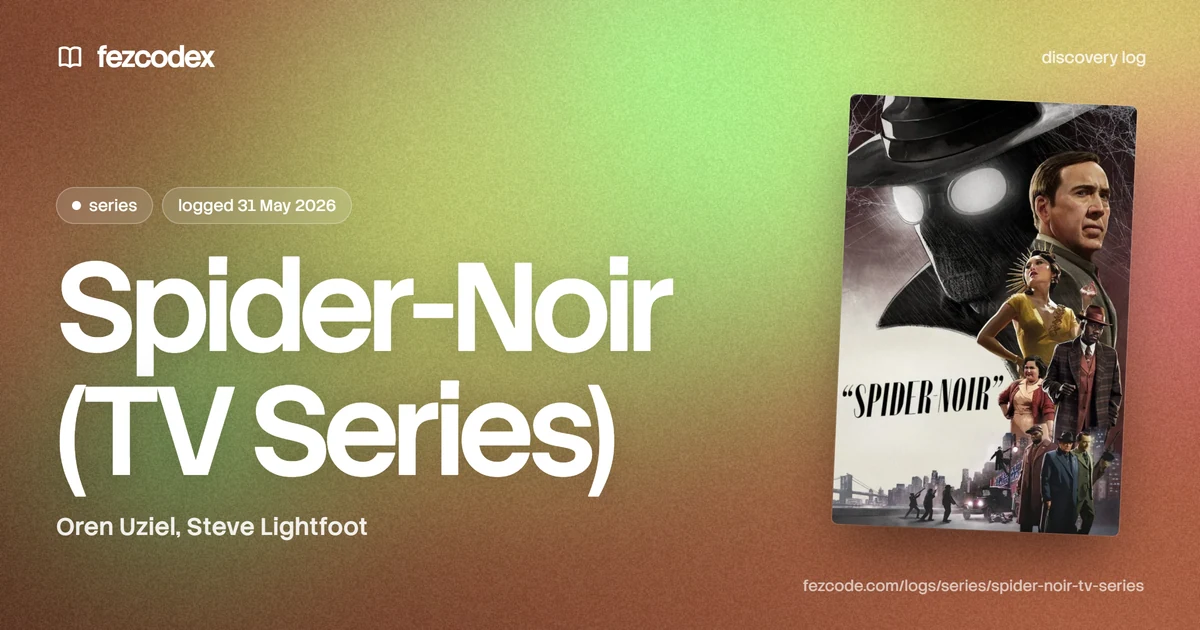 fezcodex
discovery log
series
logged 31 May 2026
Spider-Noir
(TV Series)
Oren Uziel, Steve Lightfoot
“SPIDER-NOIR”
fezcode.com/logs/series/spider-noir-tv-series